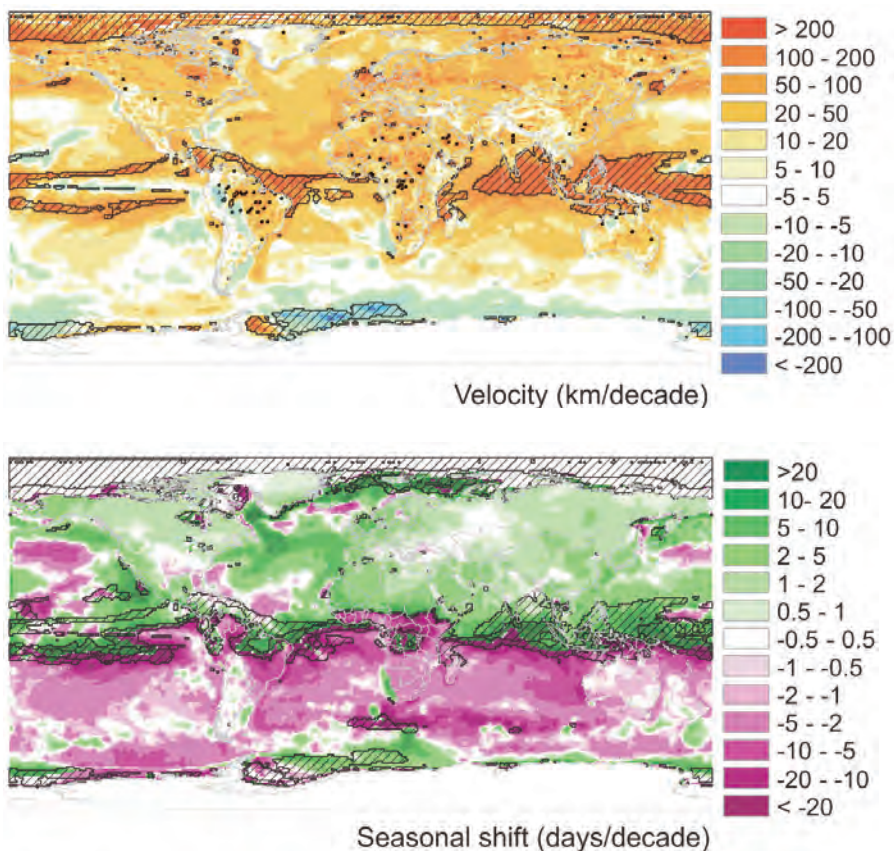 > 200
100 - 200
50 - 100
20 - 50
10 - 20
5 - 10
-5 - 5
-10 - -5
-20 - -10
-50 - -20
-100 - -50
-200 - -100
< -200
Velocity (km/decade)
>20
10- 20
5 - 10
2 - 5
1 - 2
0.5 - 1
-0.5 - 0.5
-1 - -0.5
-2 - -1
-5 - -2
-10 - -5
-20 - -10
< -20
Seasonal shift (days/decade)